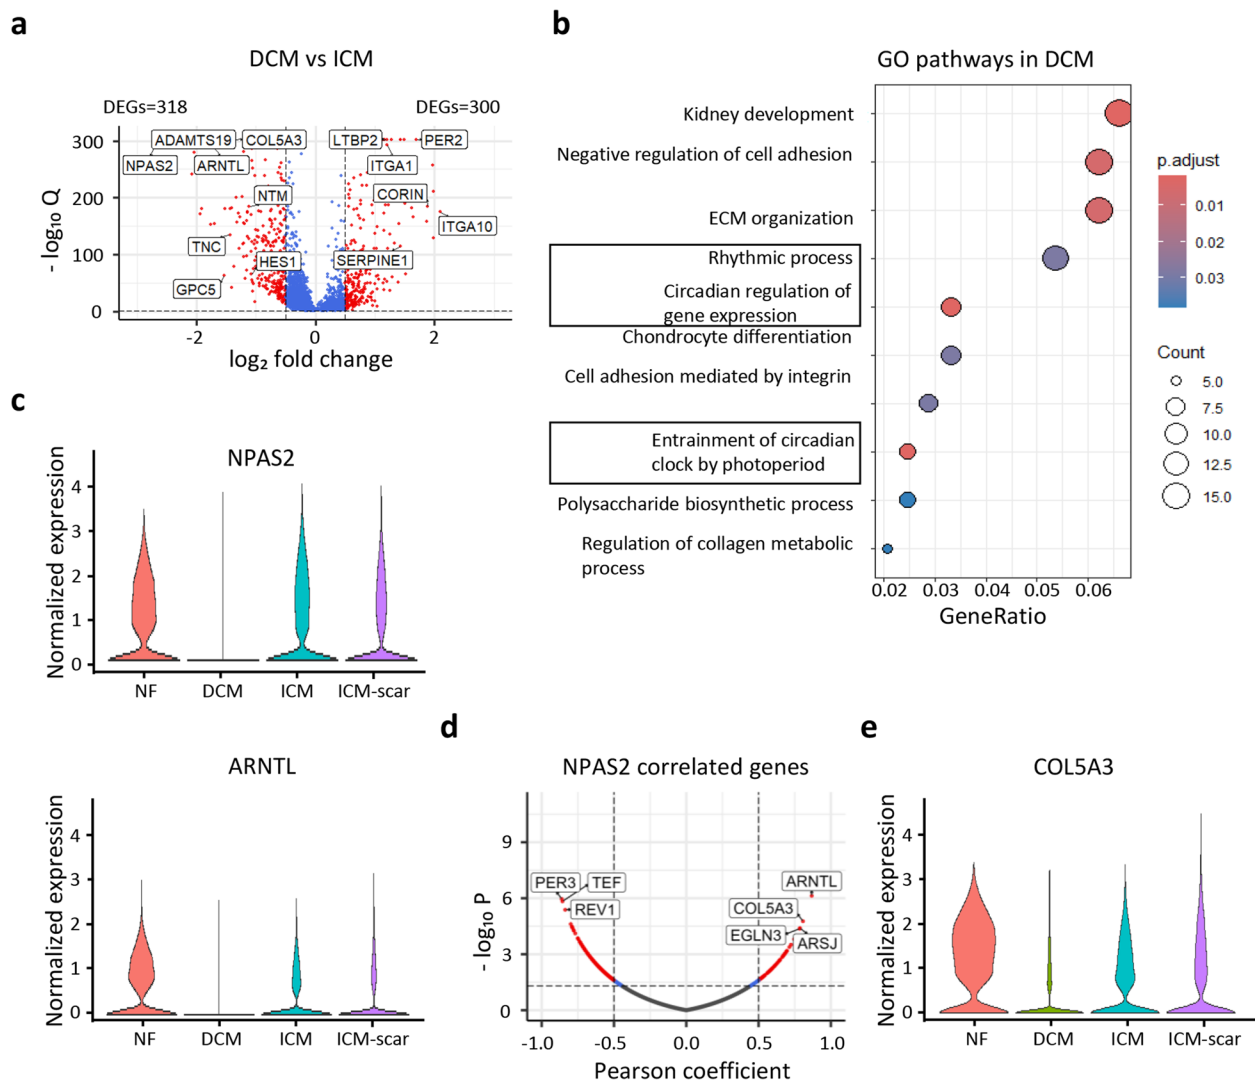 a
DCM vs ICM
DEGs=318
DEGs=300
300
200
100
0
- log₁₀ Q
ADAMTS19
COL5A3
LTBP2
PER2
NPAS2
ARNTL
ITGA1
NTM
CORIN
ITGA10
TNC
HES1
SERPINE1
GPC5
-2
0
2
log₂ fold change
b
GO pathways in DCM
Kidney development
Negative regulation of cell adhesion
ECM organization
Rhythmic process
Circadian regulation of
gene expression
Chondrocyte differentiation
Cell adhesion mediated by integrin
Entrainment of circadian
clock by photoperiod
Polysaccharide biosynthetic process
Regulation of collagen metabolic
process
0.02
0.03
0.04
0.05
0.06
GeneRatio
p.adjust
0.01
0.02
0.03
Count
5.0
7.5
10.0
12.5
15.0
c
NPAS2
Normalized expression
4
3
2
1
0
NF
DCM
ICM
ICM-scar
ARNTL
Normalized expression
4
3
2
1
0
NF
DCM
ICM
ICM-scar
d
NPAS2 correlated genes
- log₁₀ P
9
6
3
0
PER3
TEF
REV1
ARNTL
COL5A3
EGLN3
ARSJ
-1.0
-0.5
0.0
0.5
1.0
Pearson coefficient
e
COL5A3
Normalized expression
4
3
2
1
0
NF
DCM
ICM
ICM-scar